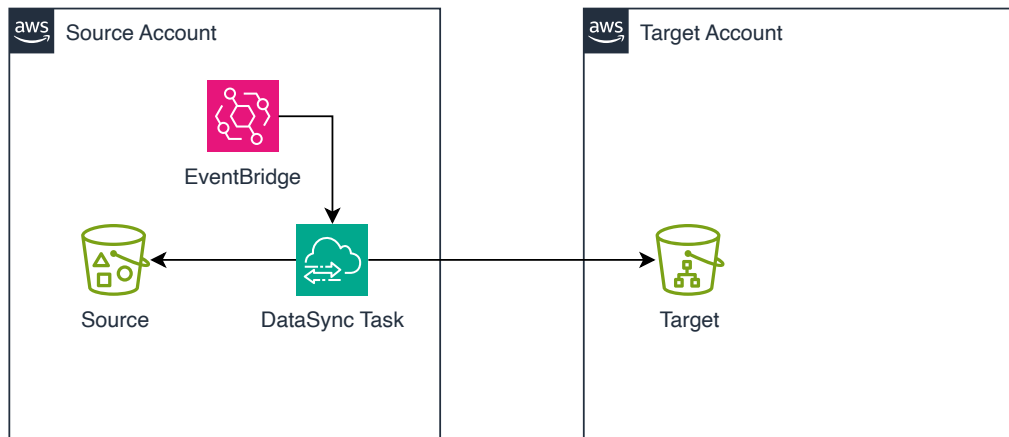 aws
Source Account
aws
Target Account
EventBridge
Source
DataSync Task
Target